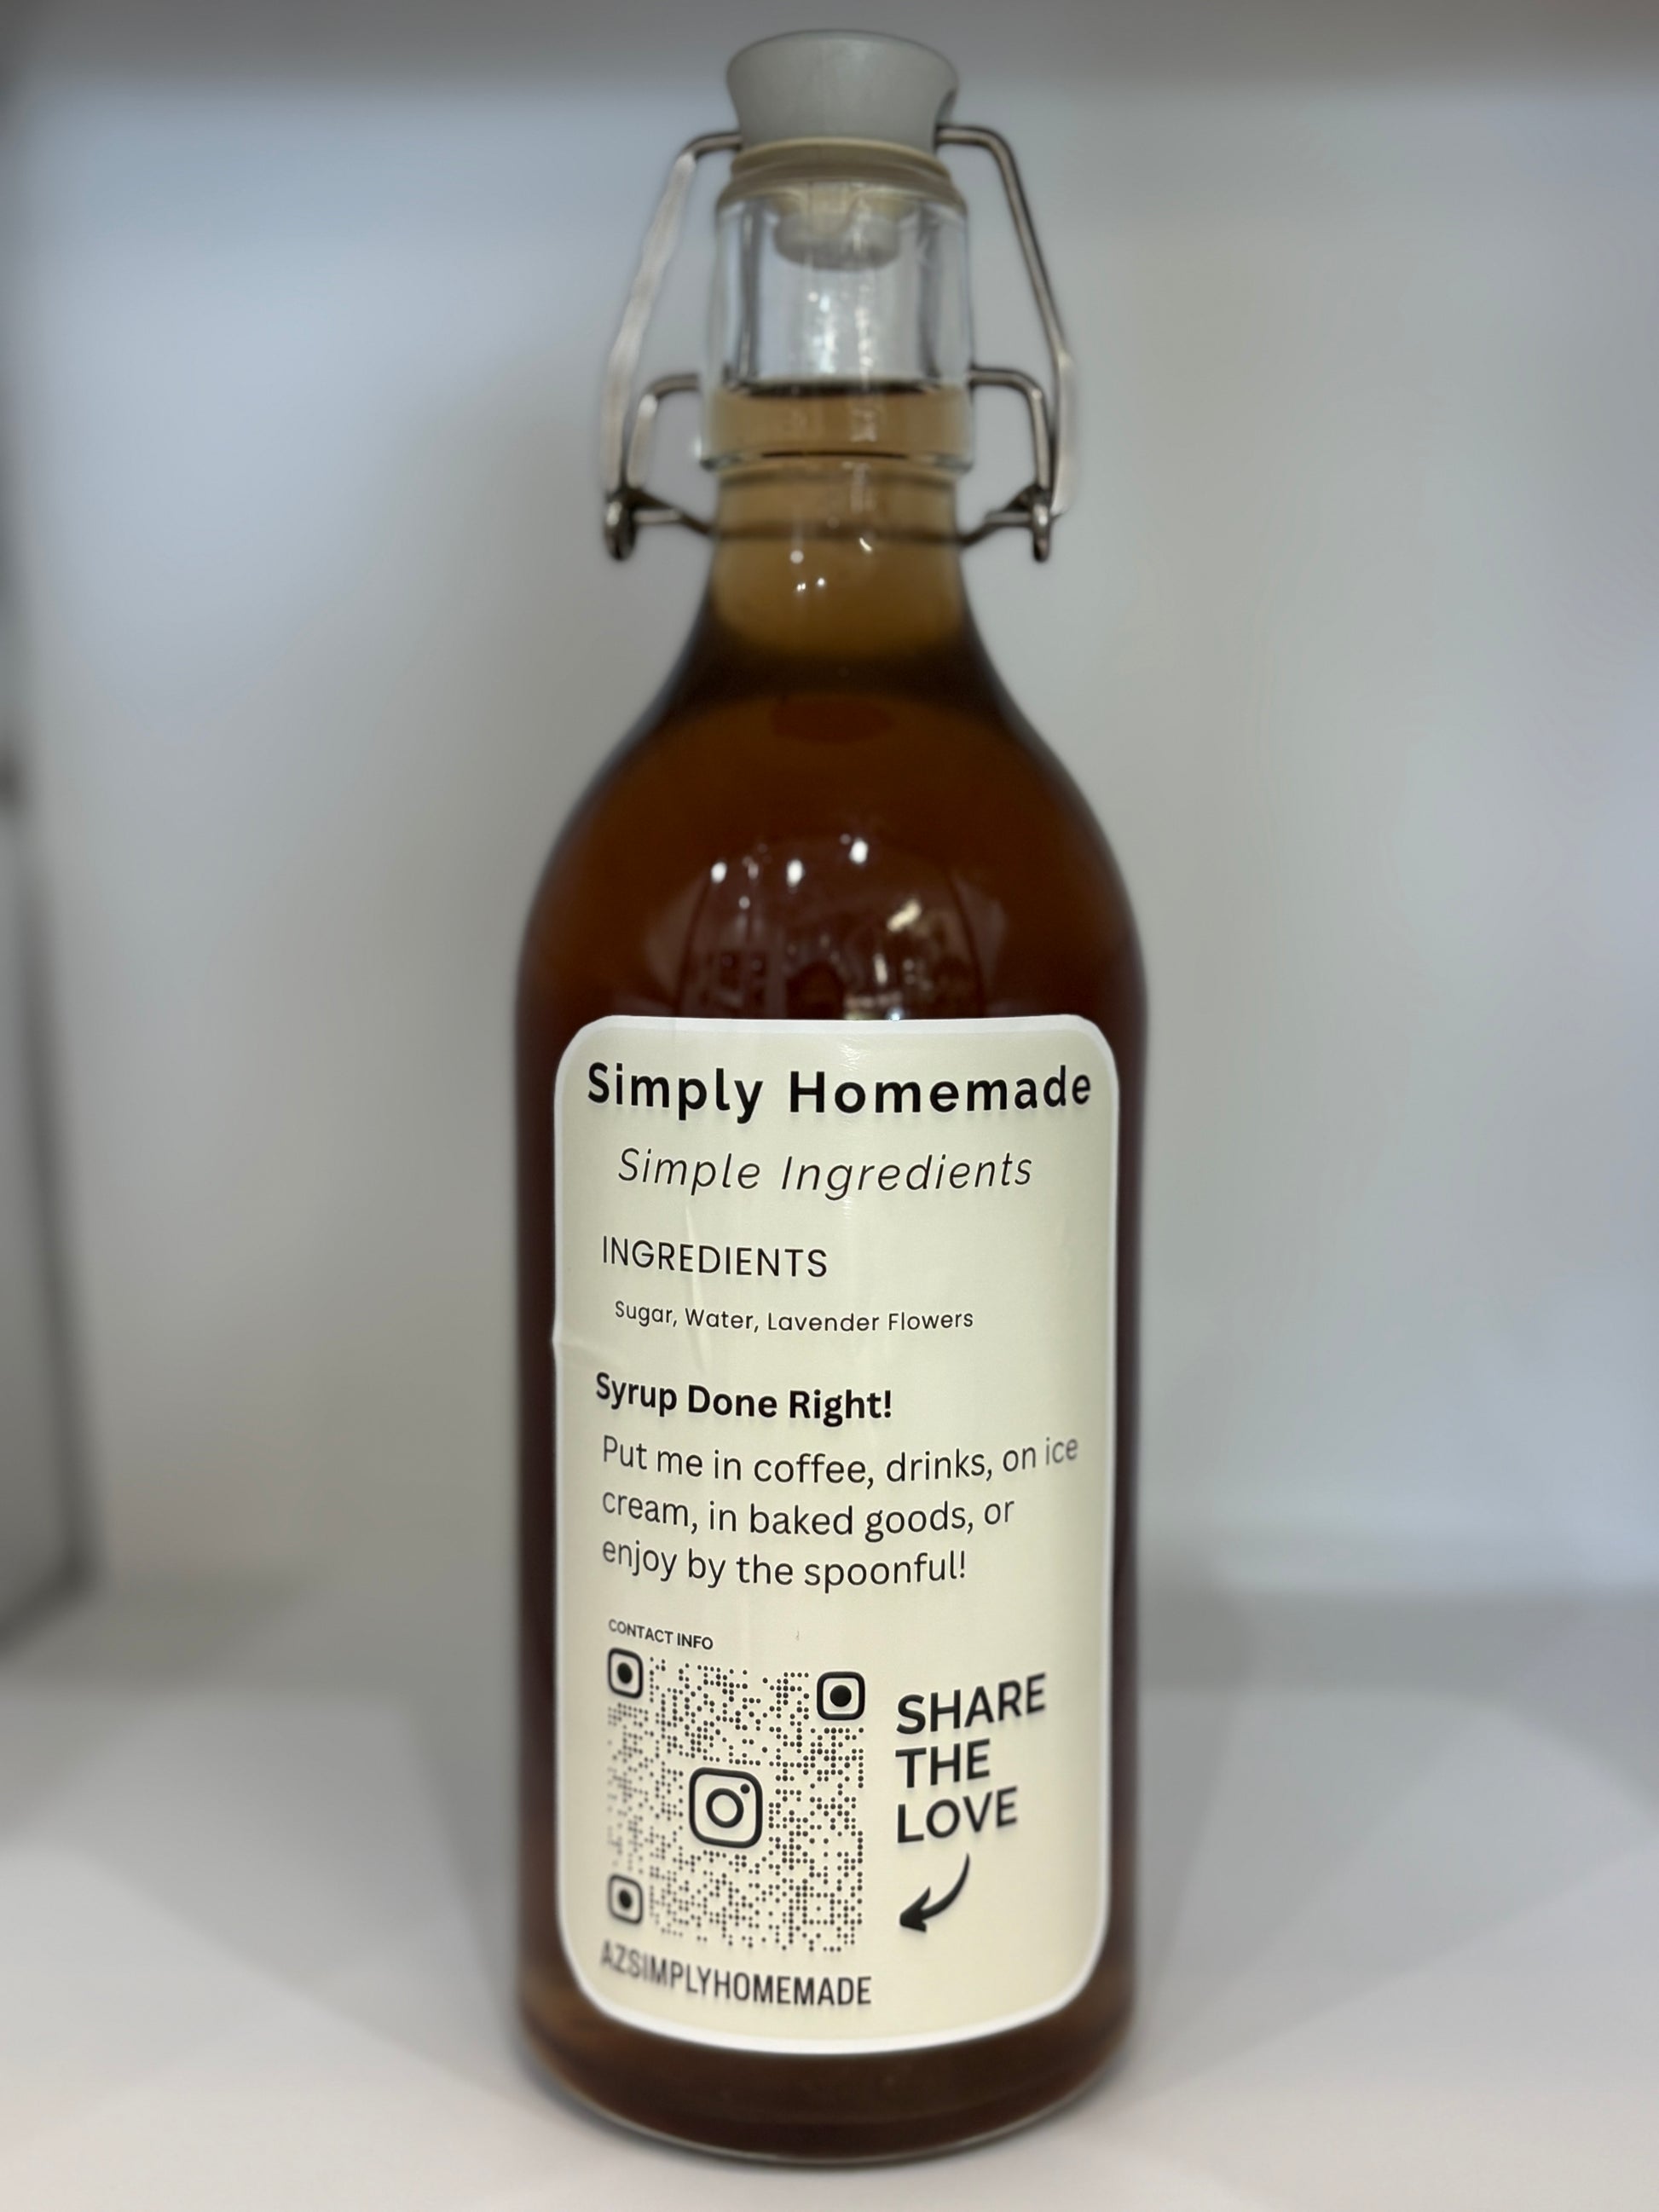 Simply Homemade
Simple Ingredients
INGREDIENTS
Sugar, Water, Lavender Flowers
Syrup Done Right!
Put me in coffee, drinks, on ice
cream, in baked goods, or
enjoy by the spoonful!
CONTACT INFO
SHARE
THE
LOVE
AZSIMPLYHOMEMADE